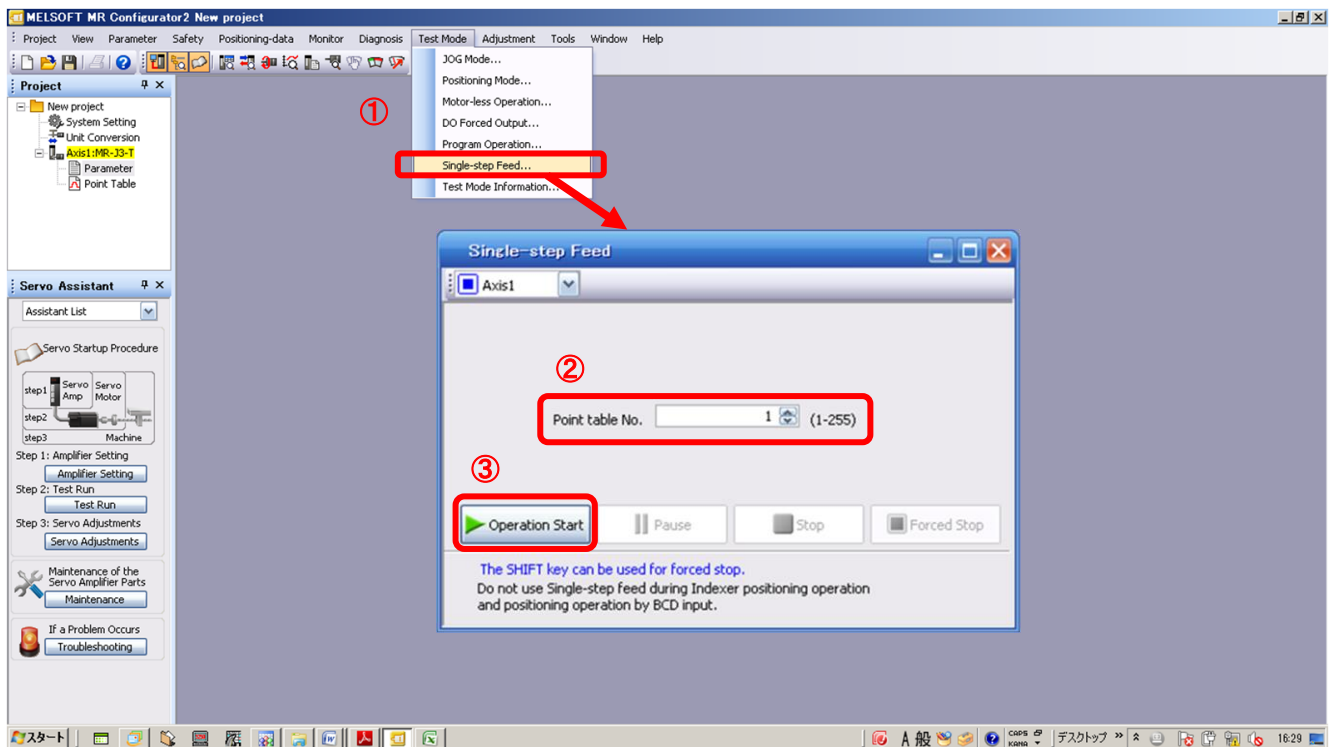 MELSOFT MR Configurator2 New project
Project View Parameter Safety Positioning-data Monitor Diagnosis Test Mode Adjustment Tools Window Help
JOG Mode...
Positioning Mode...
Motor-less Operation...
DO Forced Output...
Program Operation...
Single-step Feed...
Test Mode Information...
①
Project
New project
System Setting
Unit Conversion
Axis1:MR-J3-T
Parameter
Point Table
Servo Assistant
Assistant List
Servo Startup Procedure
step1
Servo Amp
Servo Motor
step2
step3
Machine
Step 1: Amplifier Setting
Amplifier Setting
Step 2: Test Run
Test Run
Step 3: Servo Adjustments
Servo Adjustments
Maintenance of the
Servo Amplifier Parts
Maintenance
If a Problem Occurs
Troubleshooting
Single-step Feed
Axis1
②
Point table No. 1 (1-255)
③
Operation Start
Pause
Stop
Forced Stop
The SHIFT key can be used for forced stop.
Do not use Single-step feed during Indexer positioning operation
and positioning operation by BCD input.
スタート
A 般
CAPS
KANA
デスクトップ
16:29